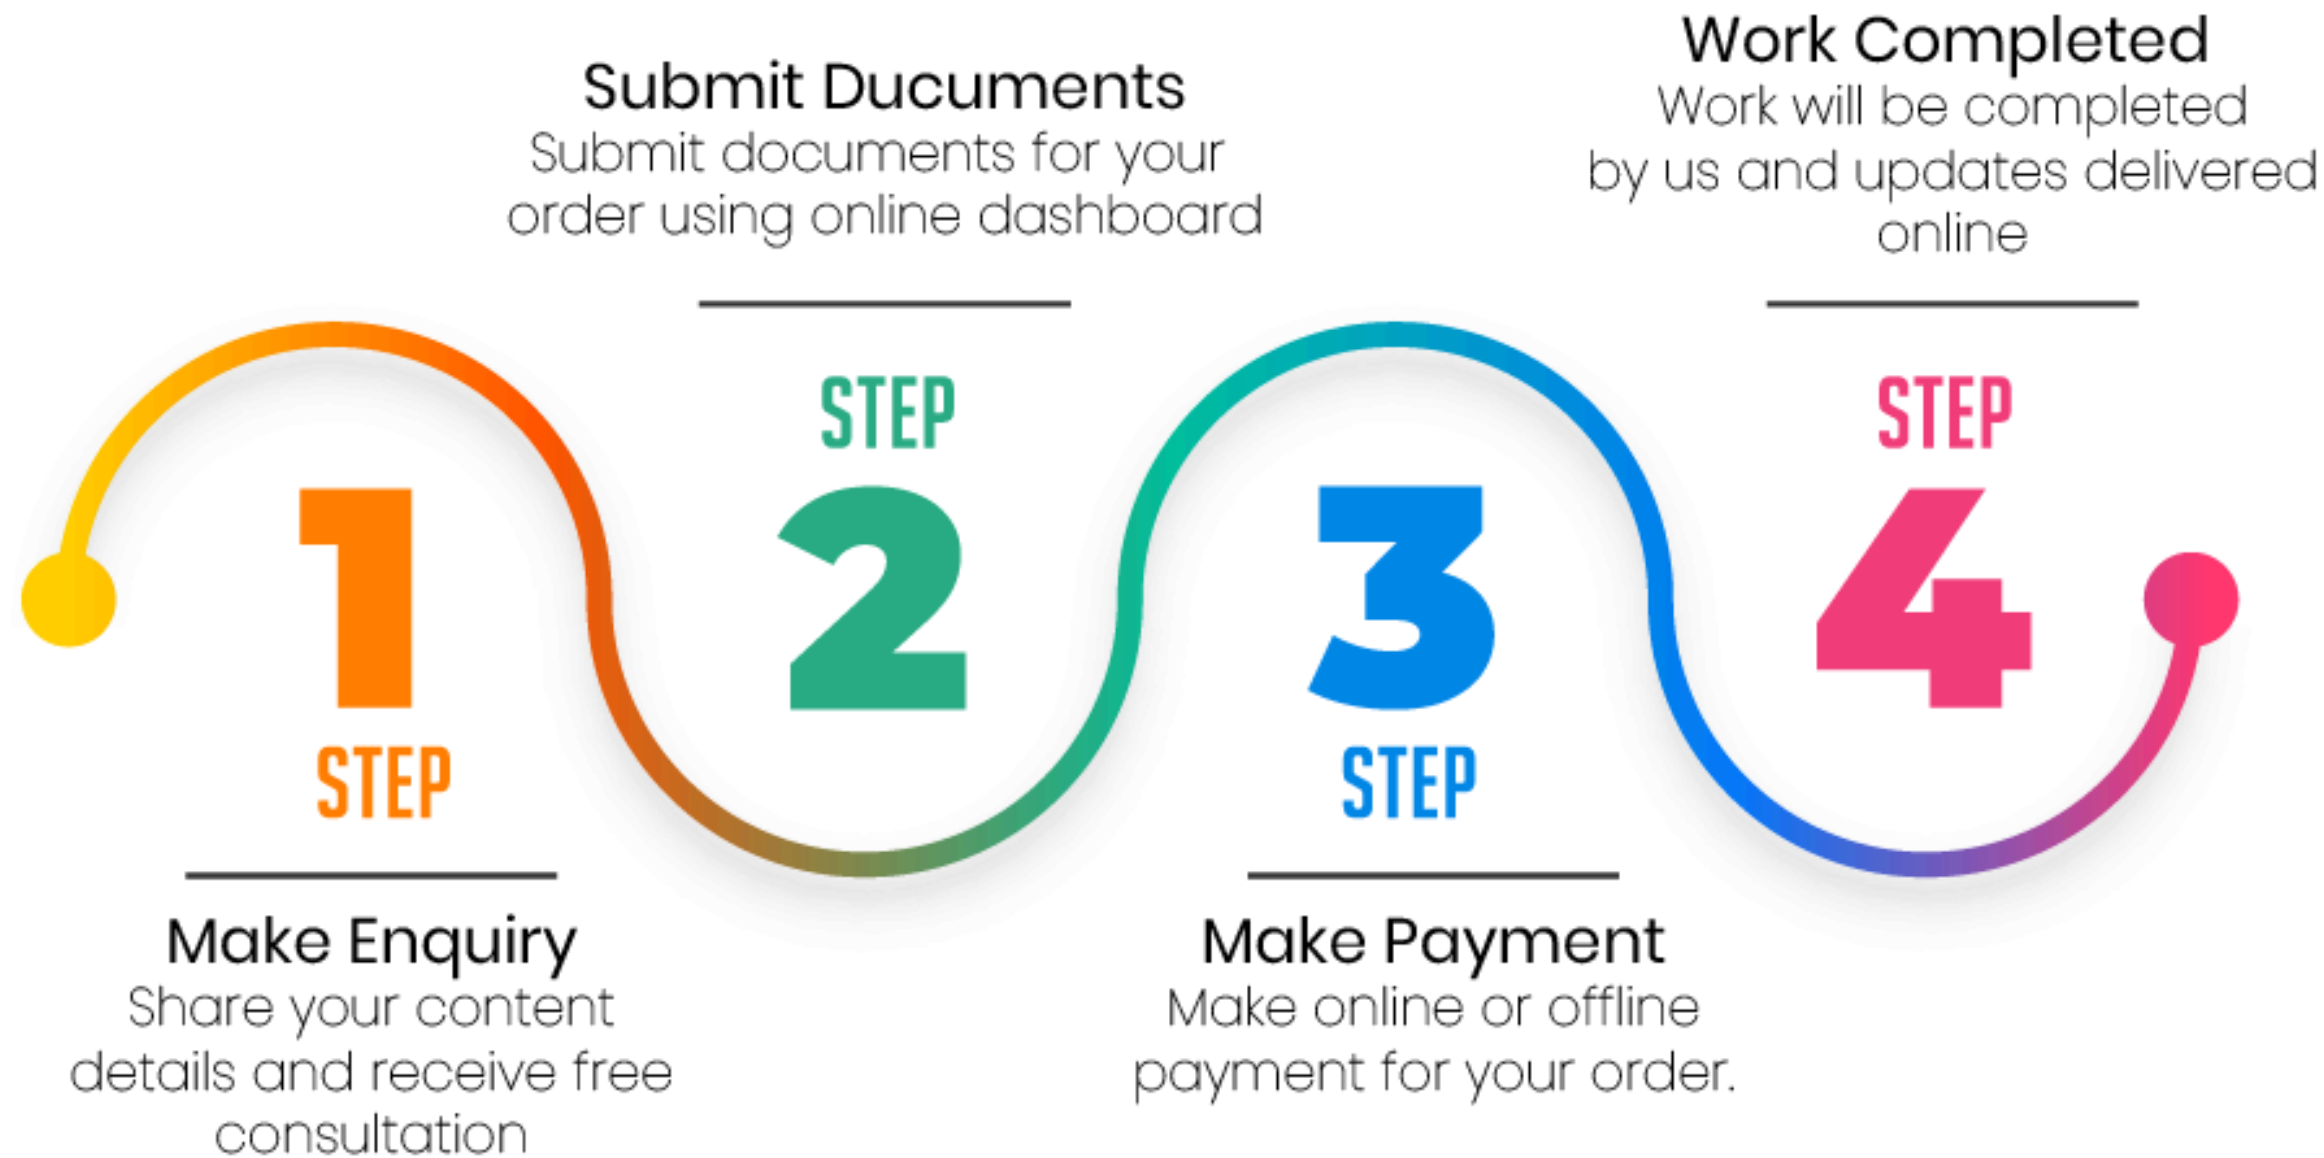 1
STEP
Make Enquiry
Share your content
details and receive free
consultation
Submit Ducuments
Submit documents for your
order using online dashboard
STEP
2
3
STEP
Make Payment
Make online or offline
payment for your order.
Work Completed
Work will be completed
by us and updates delivered
online
STEP
4